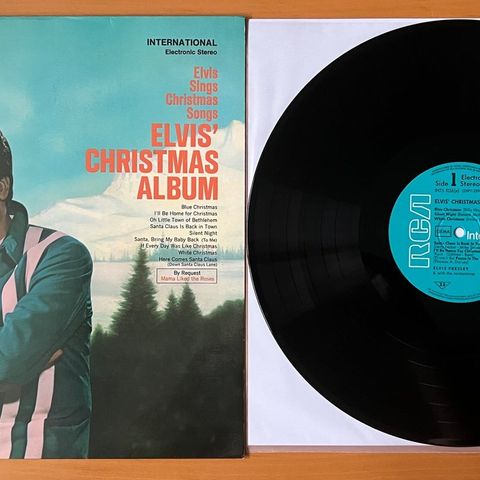 INTERNATIONAL
Electronic Stereo
Elvis
Sings
Christmas
Songs
ELVIS'
CHRISTMAS
ALBUM
Blue Christmas
I'll Be Home for Christmas
Oh Little Town of Bethlehem
Santa Claus Is Back in Town
Silent Night
Santa, Bring My Baby Back (To Me)
If Every Day Was Like Christmas
White Christmas
Here Comes Santa Claus
(Down Santa Claus Lane)
By Request
Mama Liked the Roses
RCA
Side 1
Stereo
ELVIS' CHRISTMAS
GEMA
ELVIS PRESLEY